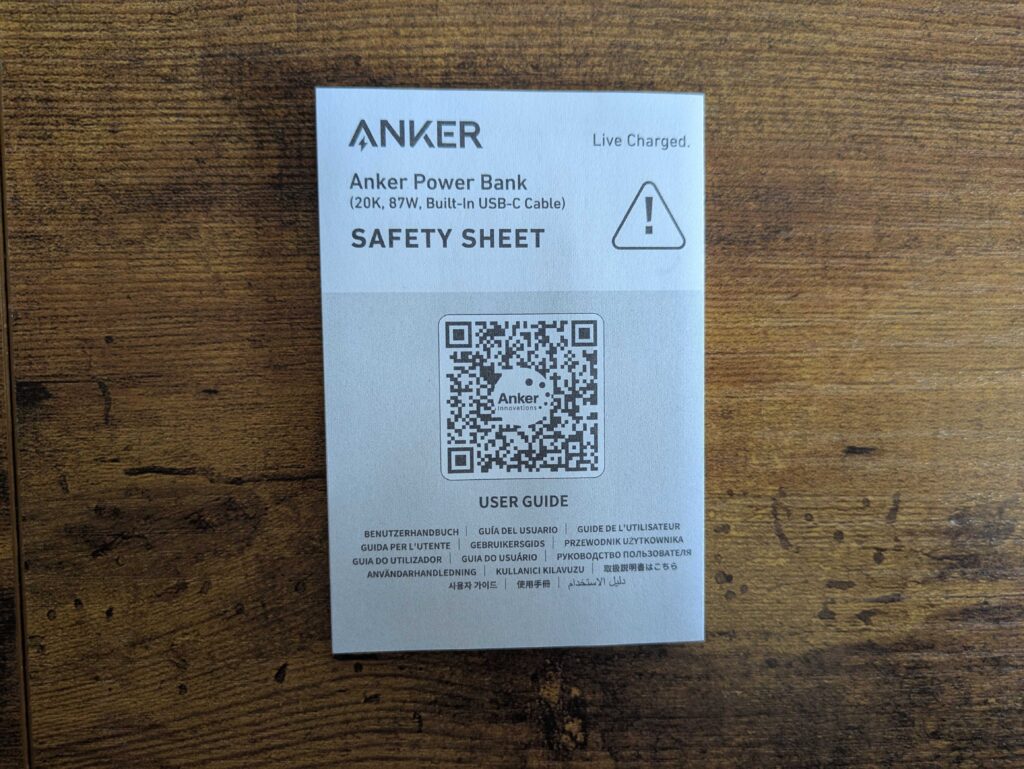 ANKER
Live Charged.
Anker Power Bank
(20K, 87W, Built-In USB-C Cable)
SAFETY SHEET
!
Anker
Innovations
USER GUIDE
BENUTZERHANDBUCH | GUÍA DEL USUARIO | GUIDE DE L'UTILISATEUR
GUIDA PER L'UTENTE | GEBRUIKERSGIDS | PRZEWODNIK UŻYTKOWNIKA
GUIA DO UTILIZADOR | GUIA DO USUÁRIO | РУКОВОДСТВО ПОЛЬЗОВАТЕЛЯ
ANVÄNDARHANDLEDNING | KULLANICI KILAVUZU | 取扱説明書はこちら
사용자 가이드 | 使用手冊 | دليل الاستخدام